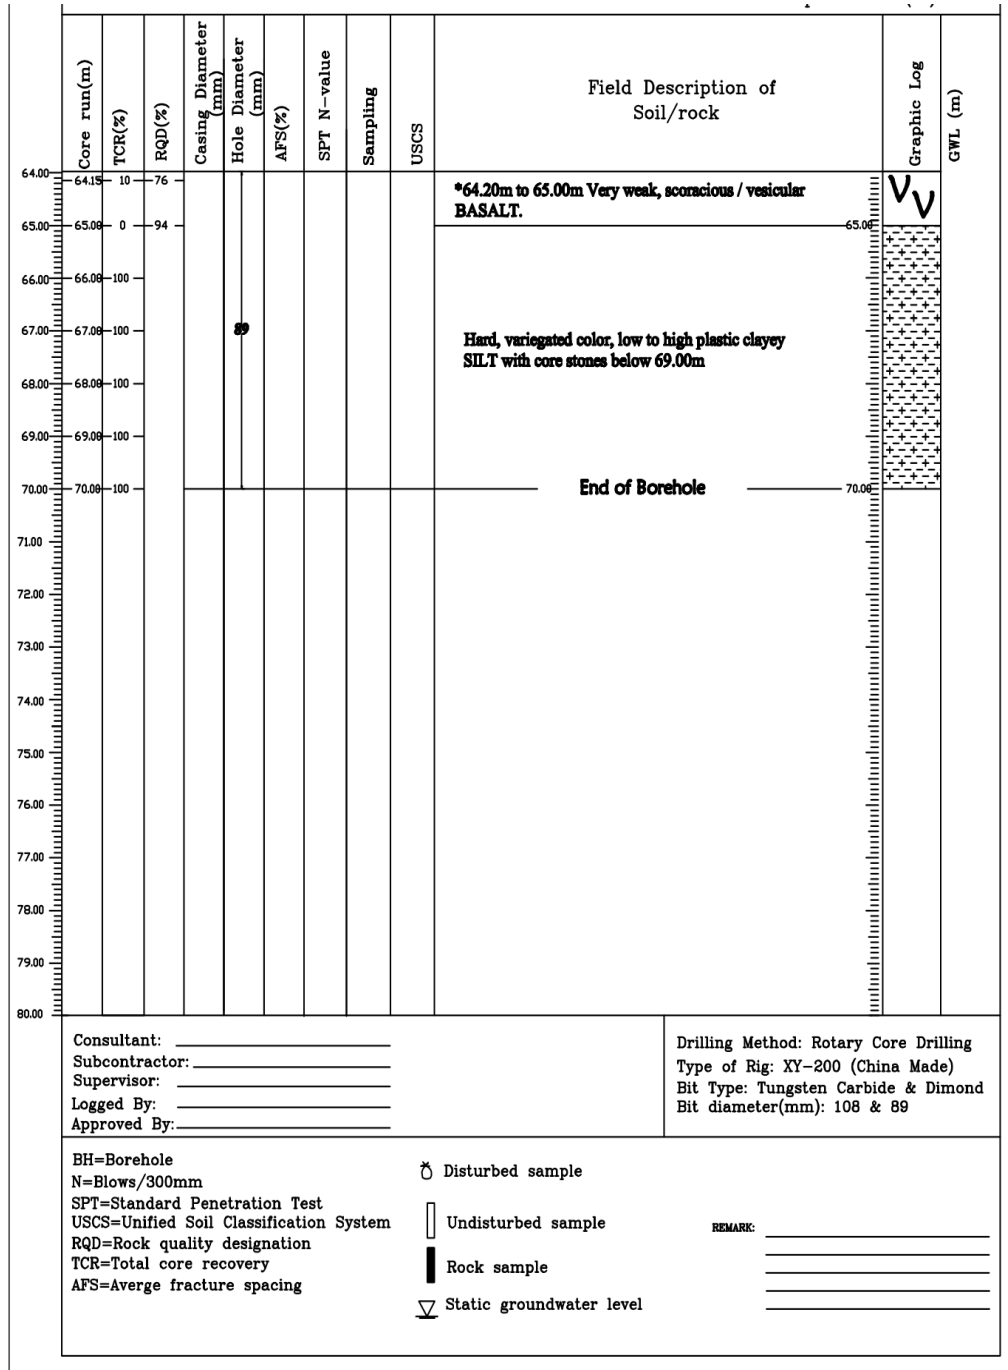 Core run(m)
TCR(%)
RQD(%)
Casing Diameter
(mm)
Hole Diameter
(mm)
AFS(%)
SPT N-value
Sampling
USCS
Field Description of
Soil/rock
Graphic Log
GWL (m)
64.00
64.15 10 76
*64.20m to 65.00m Very weak, scoracious / vesicular
BASALT.
V
V
65.00 65.00 0 94 65.00
66.00 66.00 100
67.00 67.00 100 89
Hard, variegated color, low to high plastic clayey
SILT with core stones below 69.00m
68.00 68.00 100
69.00 69.00 100
70.00 70.00 100 End of Borehole 70.00
71.00
72.00
73.00
74.00
75.00
76.00
77.00
78.00
79.00
80.00
Consultant:
Subcontractor:
Supervisor:
Logged By:
Approved By:
Drilling Method: Rotary Core Drilling
Type of Rig: XY-200 (China Made)
Bit Type: Tungsten Carbide & Dimond
Bit diameter(mm): 108 & 89
BH=Borehole
N=Blows/300mm
SPT=Standard Penetration Test
USCS=Unified Soil Classification System
RQD=Rock quality designation
TCR=Total core recovery
AFS=Averge fracture spacing
Disturbed sample
Undisturbed sample
Rock sample
Static groundwater level
REMARK: